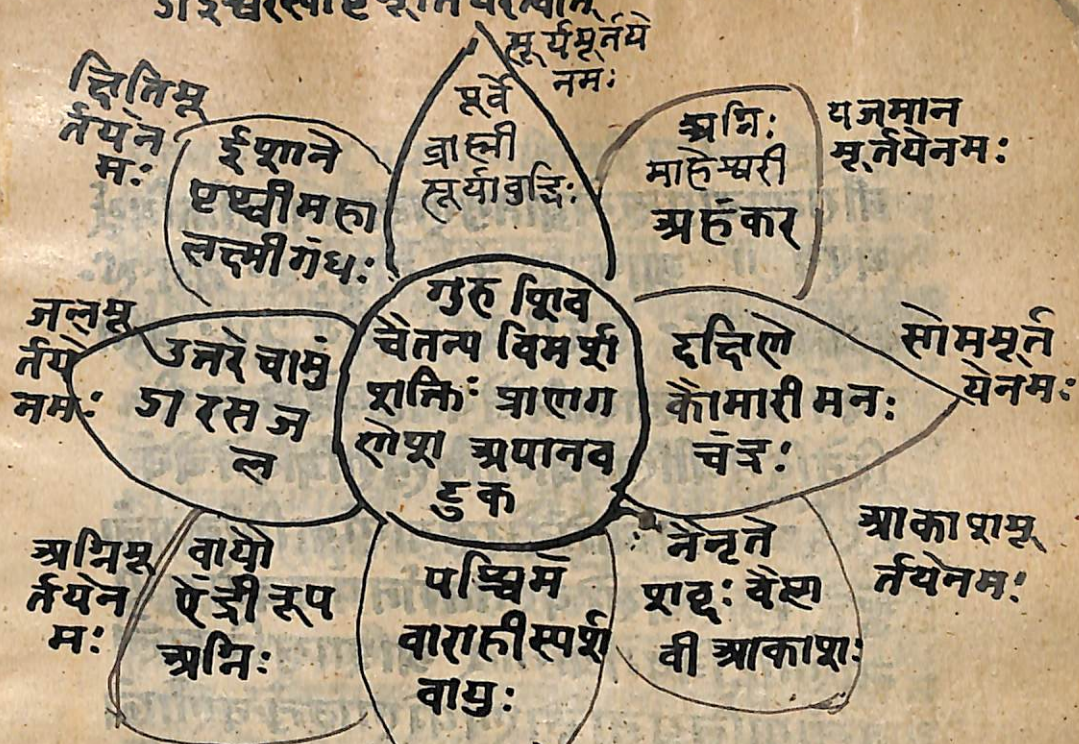 सूर्यमूर्तये
नमः
पूर्वे
ब्राह्मी
सूर्याबुद्धिः
अग्निः
माहेश्वरी
अहंकर
यजमान
मूर्तयेनमः
क्षितिमू
र्तयेन
मः
ईशाने
पृथ्वीमहा
लक्ष्मीगंधः
गुरु शिव
चैतन्य विमर्श
शक्तिः प्राणग
णेश अपानव
टुक
दक्षिणे
कौमारी मनः
चंद्रः
सोममूर्त
येनमः
जलमू
र्तये
नमः
उत्तरे चामुं
डा रस ज
ल
अग्निमू
र्तयेन
मः
वायौ
ऐंद्री रूप
अग्निः
पश्चिमे
वाराही स्पर्श
वायुः
नैनृते
शब्दः वैष्ण
वी आकाशः
आकाशमू
र्तयेनमः